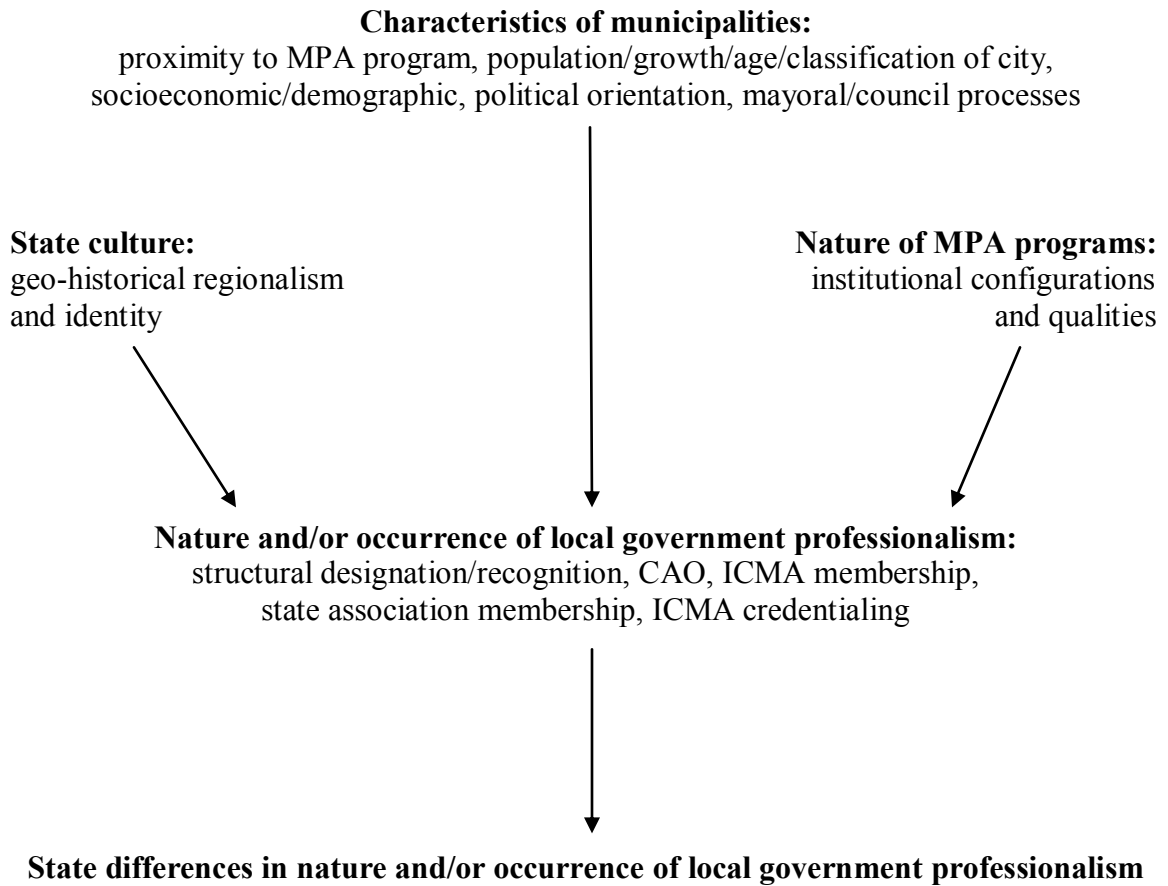 Characteristics of municipalities:
proximity to MPA program, population/growth/age/classification of city,
socioeconomic/demographic, political orientation, mayoral/council processes
State culture:
geo-historical regionalism
and identity
Nature of MPA programs:
institutional configurations
and qualities
Nature and/or occurrence of local government professionalism:
structural designation/recognition, CAO, ICMA membership,
state association membership, ICMA credentialing
State differences in nature and/or occurrence of local government professionalism